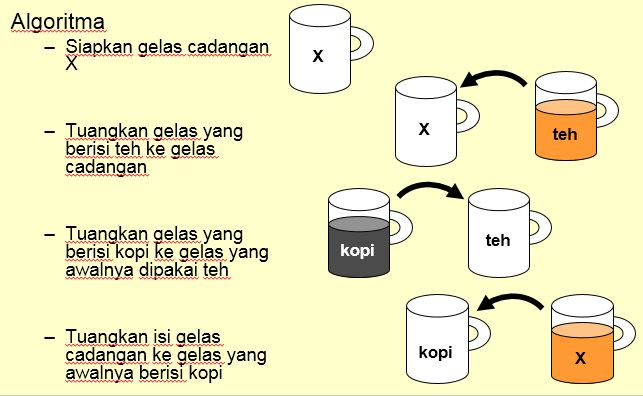 Algoritma
– Siapkan gelas cadangan
X
X
X
teh
– Tuangkan gelas yang
berisi teh ke gelas
cadangan
kopi
teh
– Tuangkan gelas yang
berisi kopi ke gelas yang
awalnya dipakai teh
kopi
X
– Tuangkan isi gelas
cadangan ke gelas yang
awalnya berisi kopi